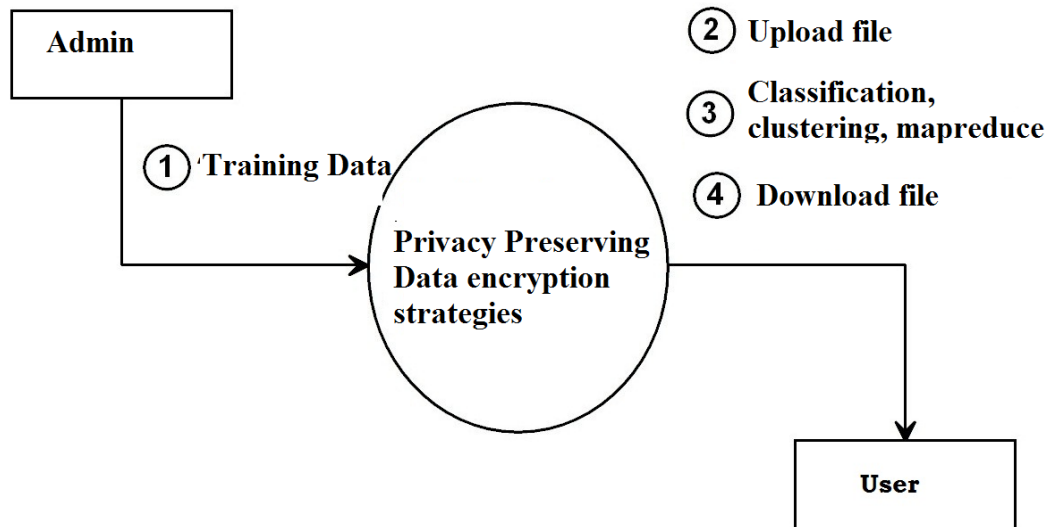 Admin
1 Training Data
2 Upload file
3 Classification,
clustering, mapreduce
4 Download file
Privacy Preserving
Data encryption
strategies
User